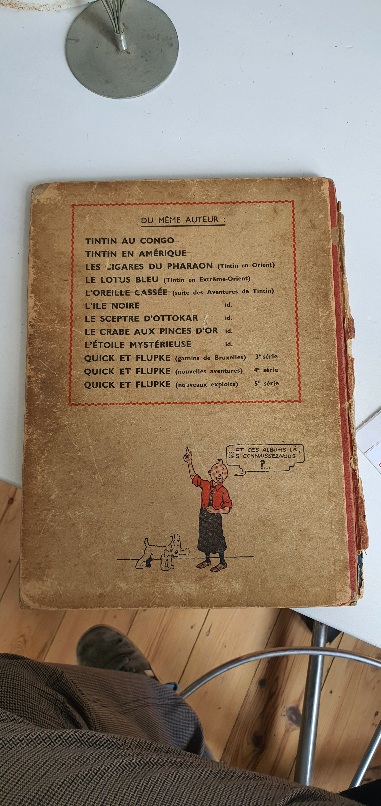 DU MÊME AUTEUR :
TINTIN AU CONGO
TINTIN EN AMÉRIQUE
LES CIGARES DU PHARAON (Tintin en Orient)
LE LOTUS BLEU (Tintin en Extrême-Orient)
L'OREILLE CASSÉE (suite des Aventures de Tintin)
L'ILE NOIRE id.
LE SCEPTRE D'OTTOKAR id.
LE CRABE AUX PINCES D'OR id.
L'ÉTOILE MYSTÉRIEUSE id.
QUICK ET FLUPKE (gamins de Bruxelles) 3e série
QUICK ET FLUPKE (nouvelles aventures) 4e série
QUICK ET FLUPKE (nouveaux exploits) 5e série
ET CES ALBUMS LA,
LES CONNAISSEZ-VOUS
?